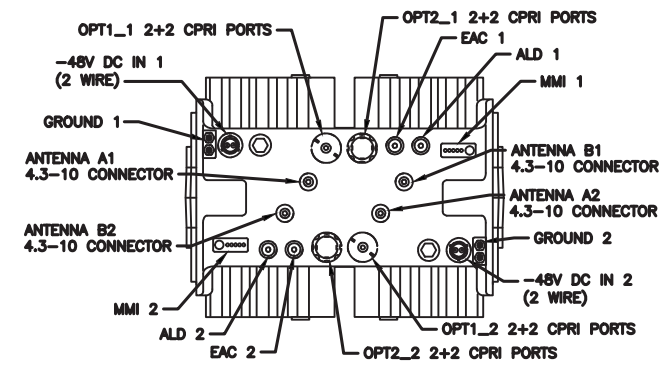 OPT1_1 2+2 CPRI PORTS
OPT2_1 2+2 CPRI PORTS
EAC 1
ALD 1
MMI 1
-48V DC IN 1
(2 WIRE)
GROUND 1
ANTENNA A1
4.3-10 CONNECTOR
ANTENNA B1
4.3-10 CONNECTOR
ANTENNA A2
4.3-10 CONNECTOR
ANTENNA B2
4.3-10 CONNECTOR
GROUND 2
-48V DC IN 2
(2 WIRE)
MMI 2
ALD 2
EAC 2
OPT1_2 2+2 CPRI PORTS
OPT2_2 2+2 CPRI PORTS